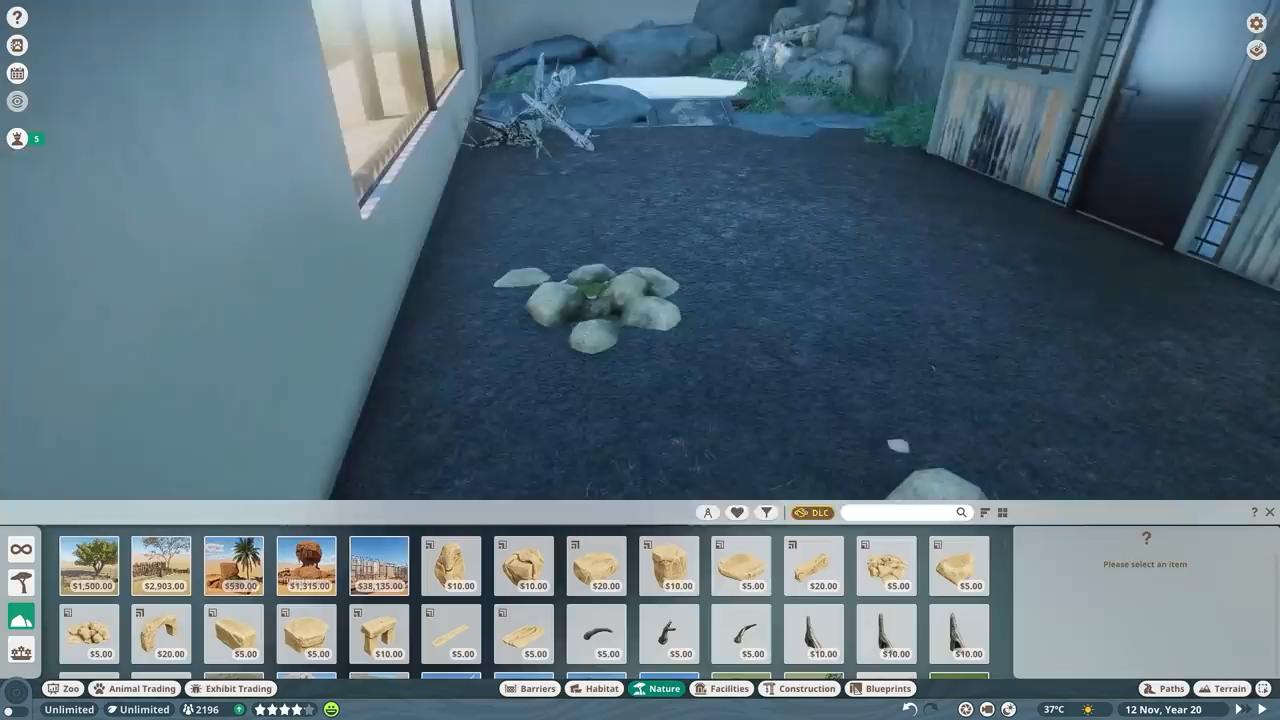 ?
5
A
DLC
?
$1,500.00 $2,903.00 $530.00 $1,315.00 $38,135.00 $10.00 $10.00 $20.00 $10.00 $5.00 $20.00 $5.00 $5.00
?
Please select an item
$5.00 $20.00 $5.00 $5.00 $10.00 $5.00 $5.00 $5.00 $5.00 $5.00 $10.00 $10.00 $10.00
Zoo Animal Trading Exhibit Trading Barriers Habitat Nature Facilities Construction Blueprints Paths Terrain
Unlimited Unlimited 2196 37°C 12 Nov, Year 20